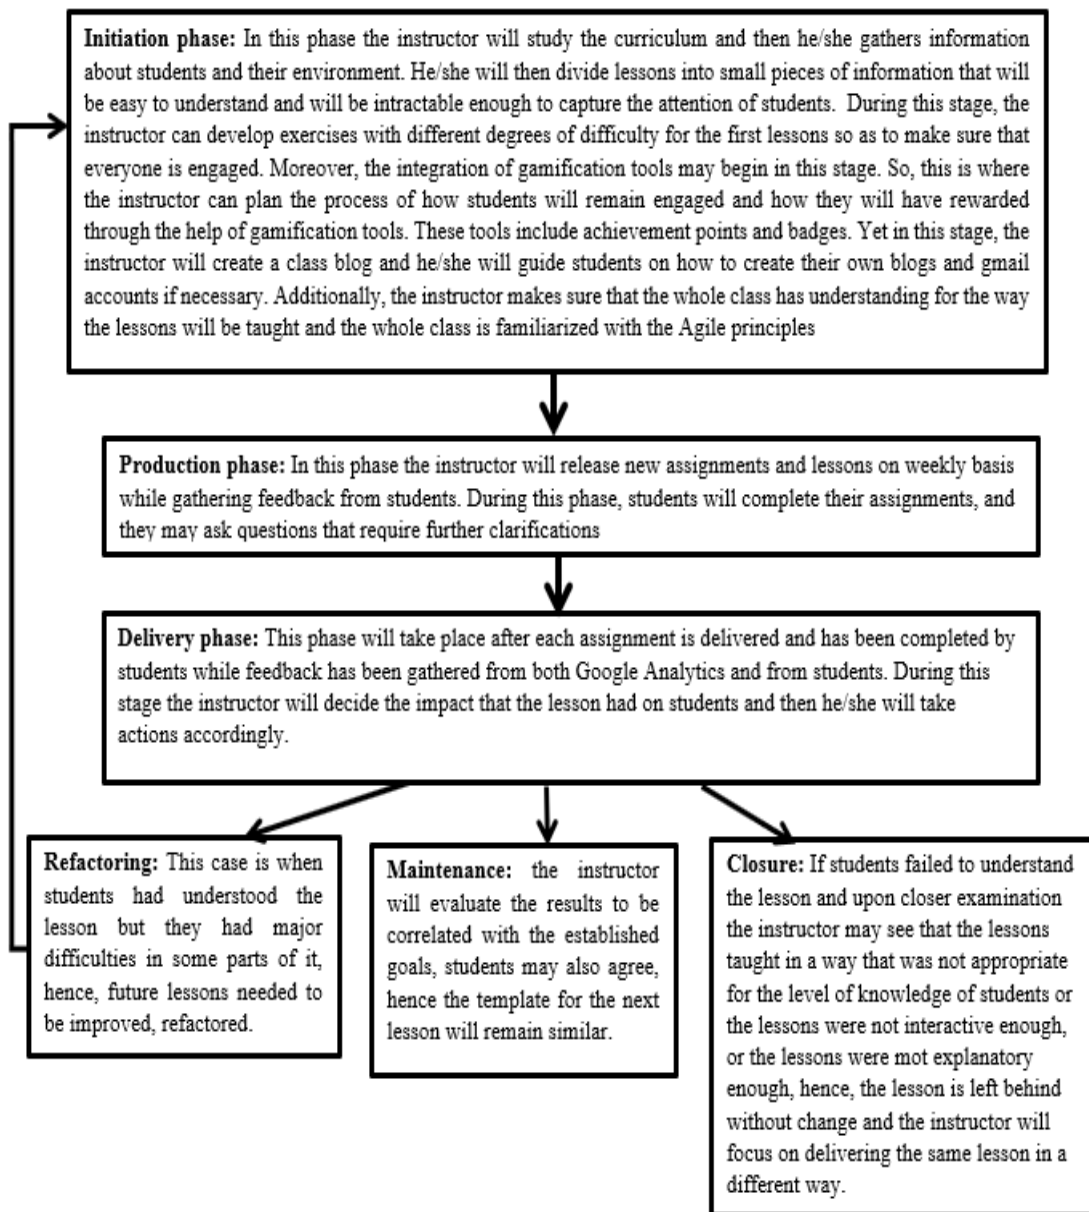 Initiation phase: In this phase the instructor will study the curriculum and then he/she gathers information
about students and their environment. He/she will then divide lessons into small pieces of information that will
be easy to understand and will be intractable enough to capture the attention of students. During this stage, the
instructor can develop exercises with different degrees of difficulty for the first lessons so as to make sure that
everyone is engaged. Moreover, the integration of gamification tools may begin in this stage. So, this is where
the instructor can plan the process of how students will remain engaged and how they will have rewarded
through the help of gamification tools. These tools include achievement points and badges. Yet in this stage, the
instructor will create a class blog and he/she will guide students on how to create their own blogs and gmail
accounts if necessary. Additionally, the instructor makes sure that the whole class has understanding for the way
the lessons will be taught and the whole class is familiarized with the Agile principles
Production phase: In this phase the instructor will release new assignments and lessons on weekly basis
while gathering feedback from students. During this phase, students will complete their assignments, and
they may ask questions that require further clarifications
Delivery phase: This phase will take place after each assignment is delivered and has been completed by
students while feedback has been gathered from both Google Analytics and from students. During this
stage the instructor will decide the impact that the lesson had on students and then he/she will take
actions accordingly.
Refactoring: This case is when
students had understood the
lesson but they had major
difficulties in some parts of it,
hence, future lessons needed to
be improved, refactored.
Maintenance: the instructor
will evaluate the results to be
correlated with the established
goals, students may also agree,
hence the template for the next
lesson will remain similar.
Closure: If students failed to understand
the lesson and upon closer examination
the instructor may see that the lessons
taught in a way that was not appropriate
for the level of knowledge of students or
the lessons were not interactive enough,
or the lessons were mot explanatory
enough, hence, the lesson is left behind
without change and the instructor will
focus on delivering the same lesson in a
different way.